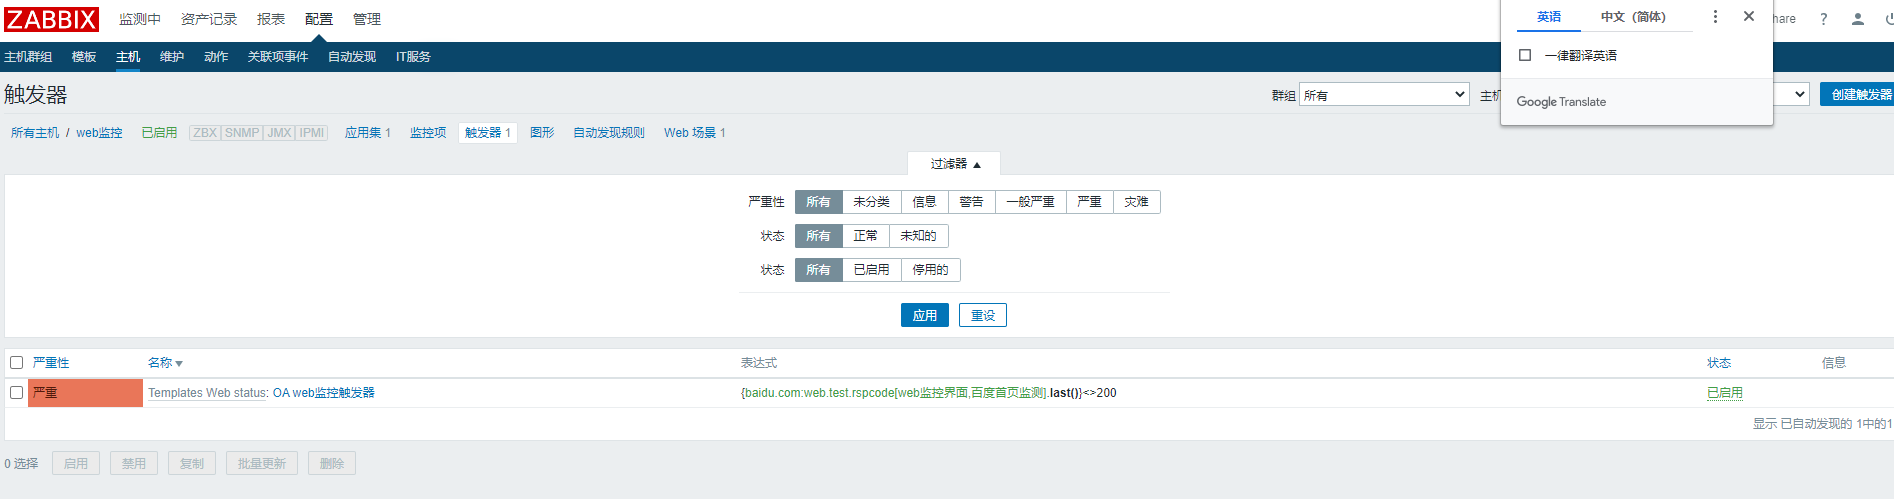 ZABBIX 监测中 资产记录 报表 配置 管理 hare ?
英语 中文（简体）
一律翻译英语
Google Translate
主机群组 模板 主机 维护 动作 关联项事件 自动发现 IT服务
触发器 群组 所有 主机 创建触发器
所有主机 / web监控 已启用 ZBX SNMP JMX IPMI 应用集 1 监控项 触发器 1 图形 自动发现规则 Web 场景 1
过滤器 ▲
严重性 所有 未分类 信息 警告 一般严重 严重 灾难
状态 所有 正常 未知的
状态 所有 已启用 停用的
应用 重设
严重性 名称 ▼ 表达式 状态 信息
严重 Templates Web status: OA web监控触发器 {baidu.com:web.test.rspcode[web监控界面,百度首页监测].last()}<>200 已启用
显示 已自动发现的 1中的1
0 选择 启用 禁用 复制 批量更新 删除